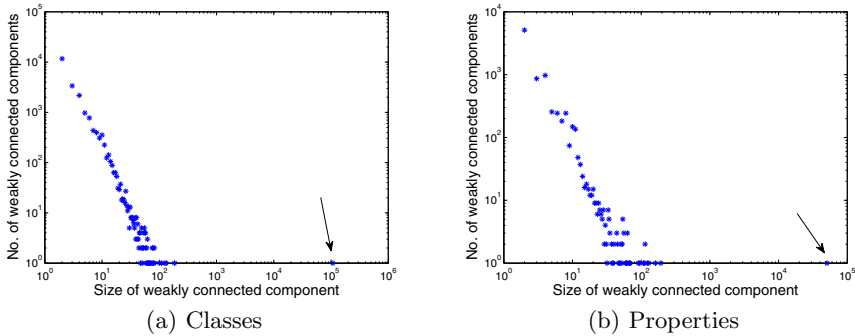 10^5
10^4
10^3
10^2
10^1
10^0
No. of weakly connected components
10^0 10^1 10^2 10^3 10^4 10^5 10^6
Size of weakly connected component
(a) Classes
10^4
10^3
10^2
10^1
10^0
No. of weakly connected components
10^0 10^1 10^2 10^3 10^4 10^5
Size of weakly connected component
(b) Properties